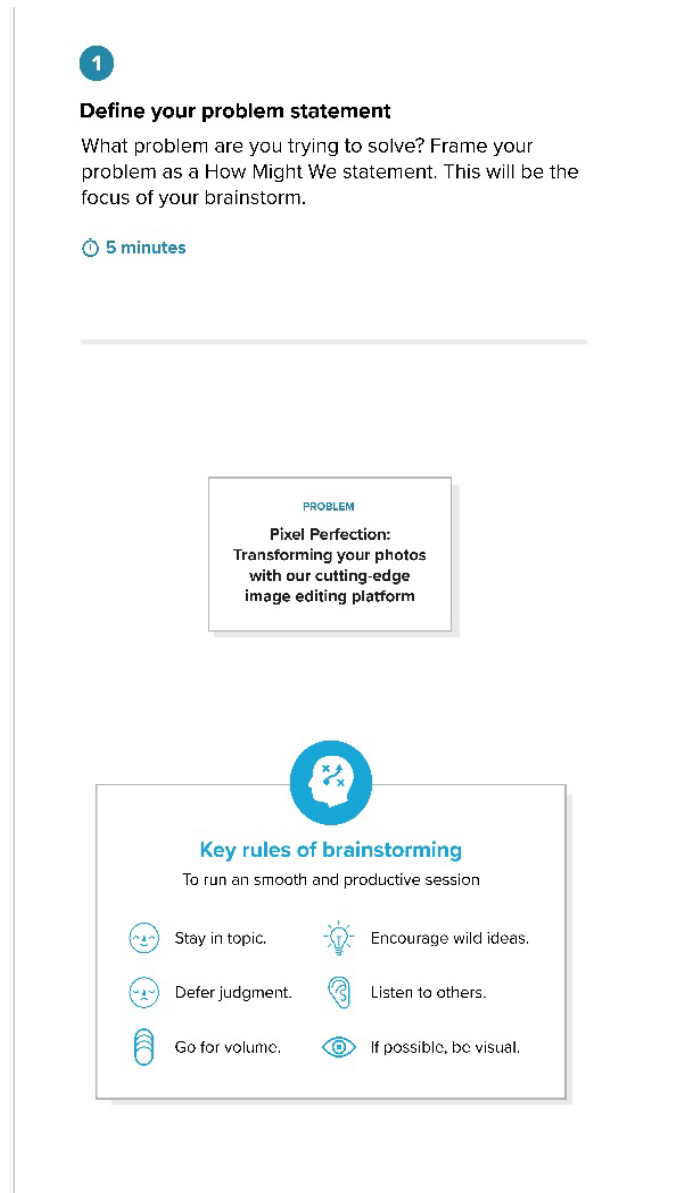 1
Define your problem statement
What problem are you trying to solve? Frame your
problem as a How Might We statement. This will be the
focus of your brainstorm.
5 minutes
PROBLEM
Pixel Perfection:
Transforming your photos
with our cutting-edge
image editing platform
Key rules of brainstorming
To run an smooth and productive session
Stay in topic.
Encourage wild ideas.
Defer judgment.
Listen to others.
Go for volume.
If possible, be visual.